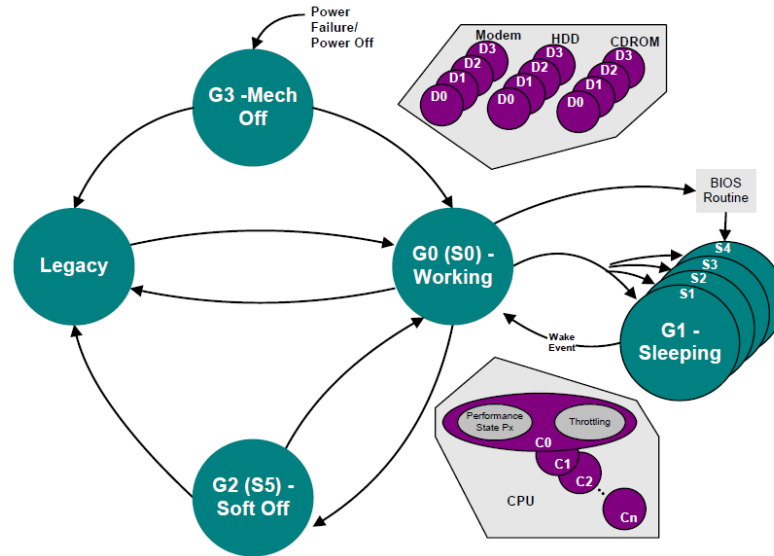 Power
Failure/
Power Off
G3 -Mech
Off
Modem
D3
D2
D1
D0
HDD
D3
D2
D1
D0
CDROM
D3
D2
D1
D0
BIOS
Routine
Legacy
G0 (S0) -
Working
S4
S3
S2
S1
G1 -
Sleeping
Wake
Event
Performance
State Px
Throttling
C0
C1
C2
Cn
CPU
G2 (S5) -
Soft Off